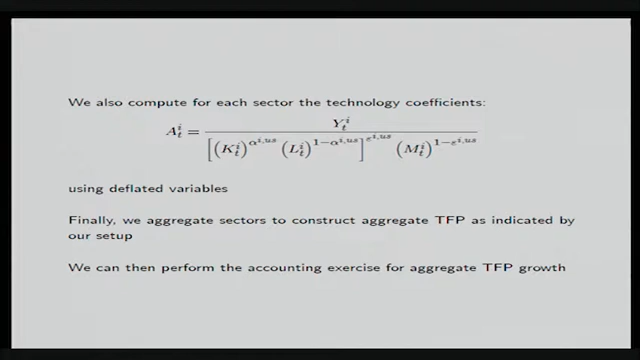 We also compute for each sector the technology coefficients:
A_t^i = Y_t^i / [(K_t^i)^{α^{i,us}} (L_t^i)^{1−α^{i,us}}]^{ε^{i,us}} (M_t^i)^{1−ε^{i,us}}
using deflated variables
Finally, we aggregate sectors to construct aggregate TFP as indicated by
our setup
We can then perform the accounting exercise for aggregate TFP growth